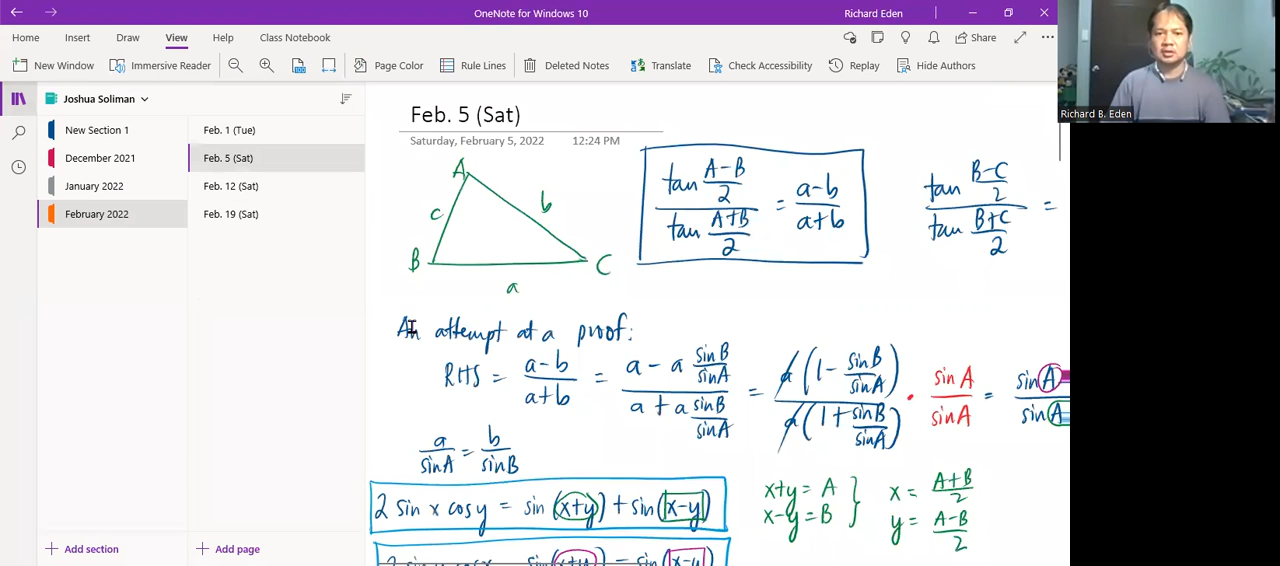 OneNote for Windows 10
Richard Eden
Home Insert Draw View Help Class Notebook
Share
New Window Immersive Reader Page Color Rule Lines Deleted Notes Translate Check Accessibility Replay Hide Authors
Joshua Soliman
New Section 1
December 2021
January 2022
February 2022
Add section
Feb. 1 (Tue)
Feb. 5 (Sat)
Feb. 12 (Sat)
Feb. 19 (Sat)
Add page
Richard B. Eden
Feb. 5 (Sat)
Saturday, February 5, 2022 12:24 PM
A
c b
B C
a
tan (A-B)/2 / tan (A+B)/2 = (a-b)/(a+b)
tan (B-C)/2 / tan (B+C)/2 =
An attempt at a proof:
RHS = (a-b)/(a+b) = (a - a sinB/sinA)/(a + a sinB/sinA) = a(1 - sinB/sinA)/a(1 + sinB/sinA) · sinA/sinA = sin A / sin A
a/sinA = b/sinB
2 sin x cos y = sin(x+y) + sin(x-y)
x+y = A
x-y = B
x = (A+B)/2
y = (A-B)/2